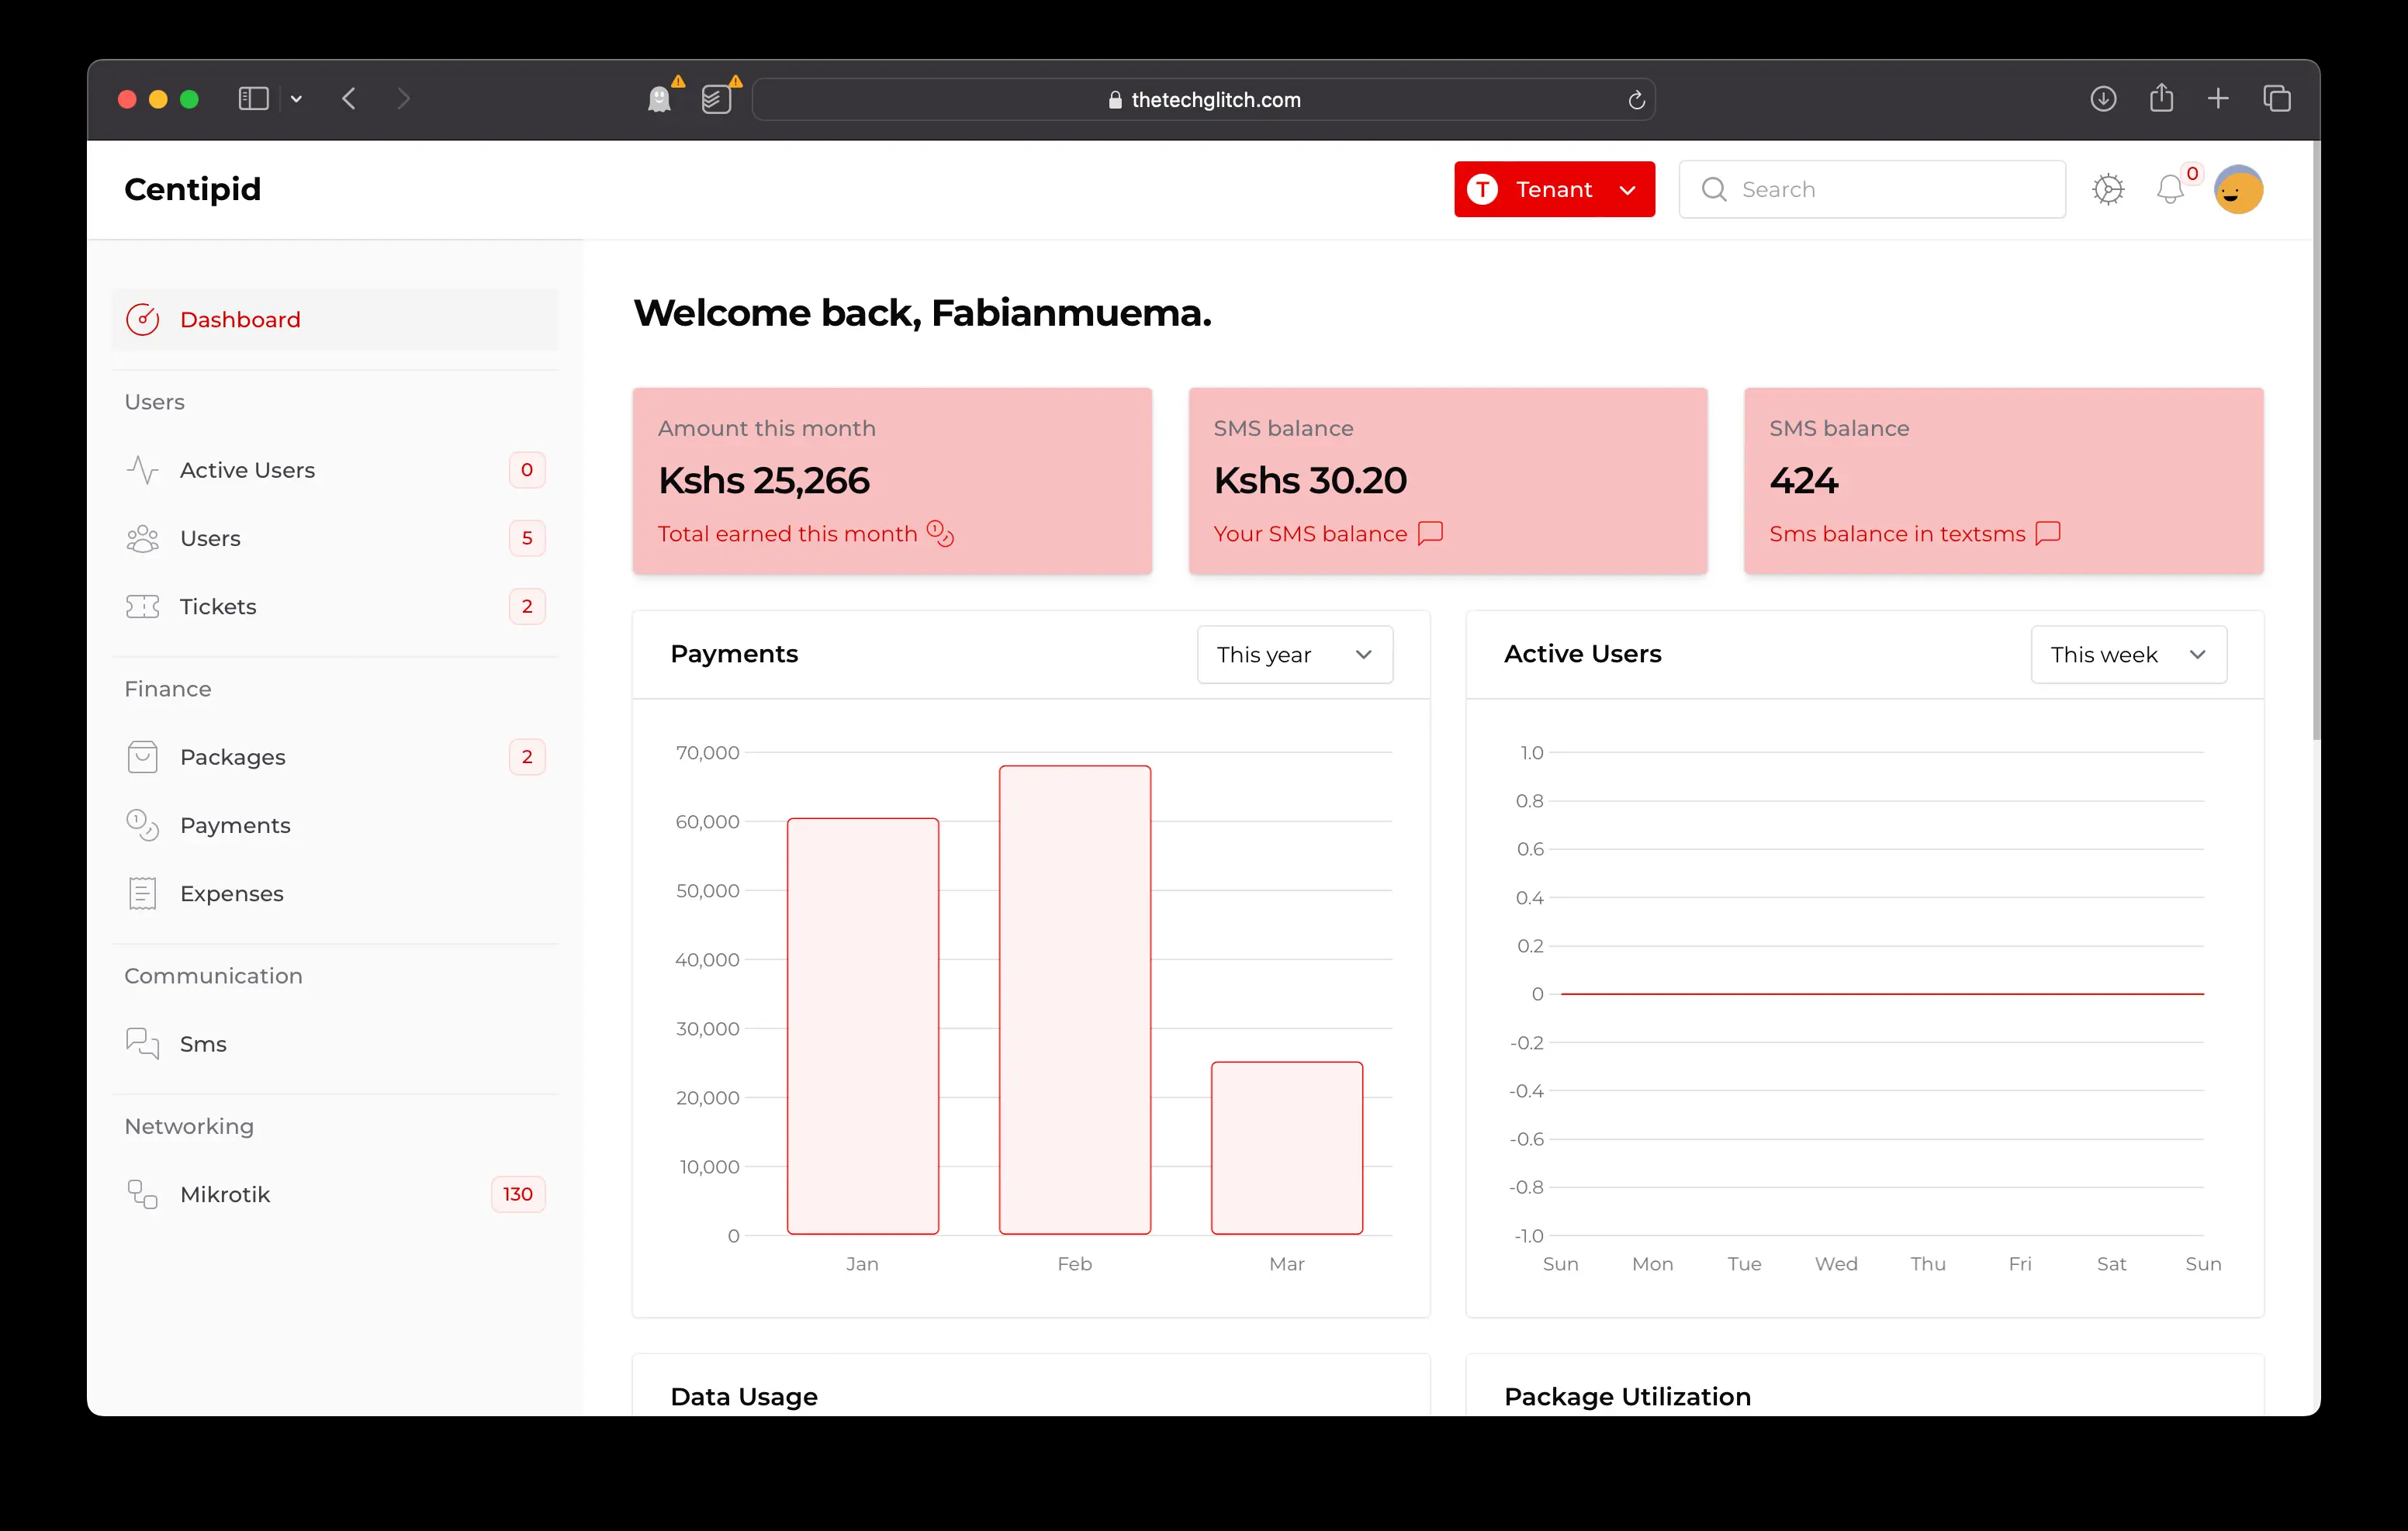 thetechglitch.com
Centipid
T Tenant
Search
0
Dashboard
Users
Active Users 0
Users 5
Tickets 2
Finance
Packages 2
Payments
Expenses
Communication
Sms
Networking
Mikrotik 130
Welcome back, Fabianmuema.
Amount this month
Kshs 25,266
Total earned this month
SMS balance
Kshs 30.20
Your SMS balance
SMS balance
424
Sms balance in textsms
Payments
This year
70,000
60,000
50,000
40,000
30,000
20,000
10,000
0
Jan Feb Mar
Active Users
This week
1.0
0.8
0.6
0.4
0.2
0
-0.2
-0.4
-0.6
-0.8
-1.0
Sun Mon Tue Wed Thu Fri Sat Sun
Data Usage
Package Utilization